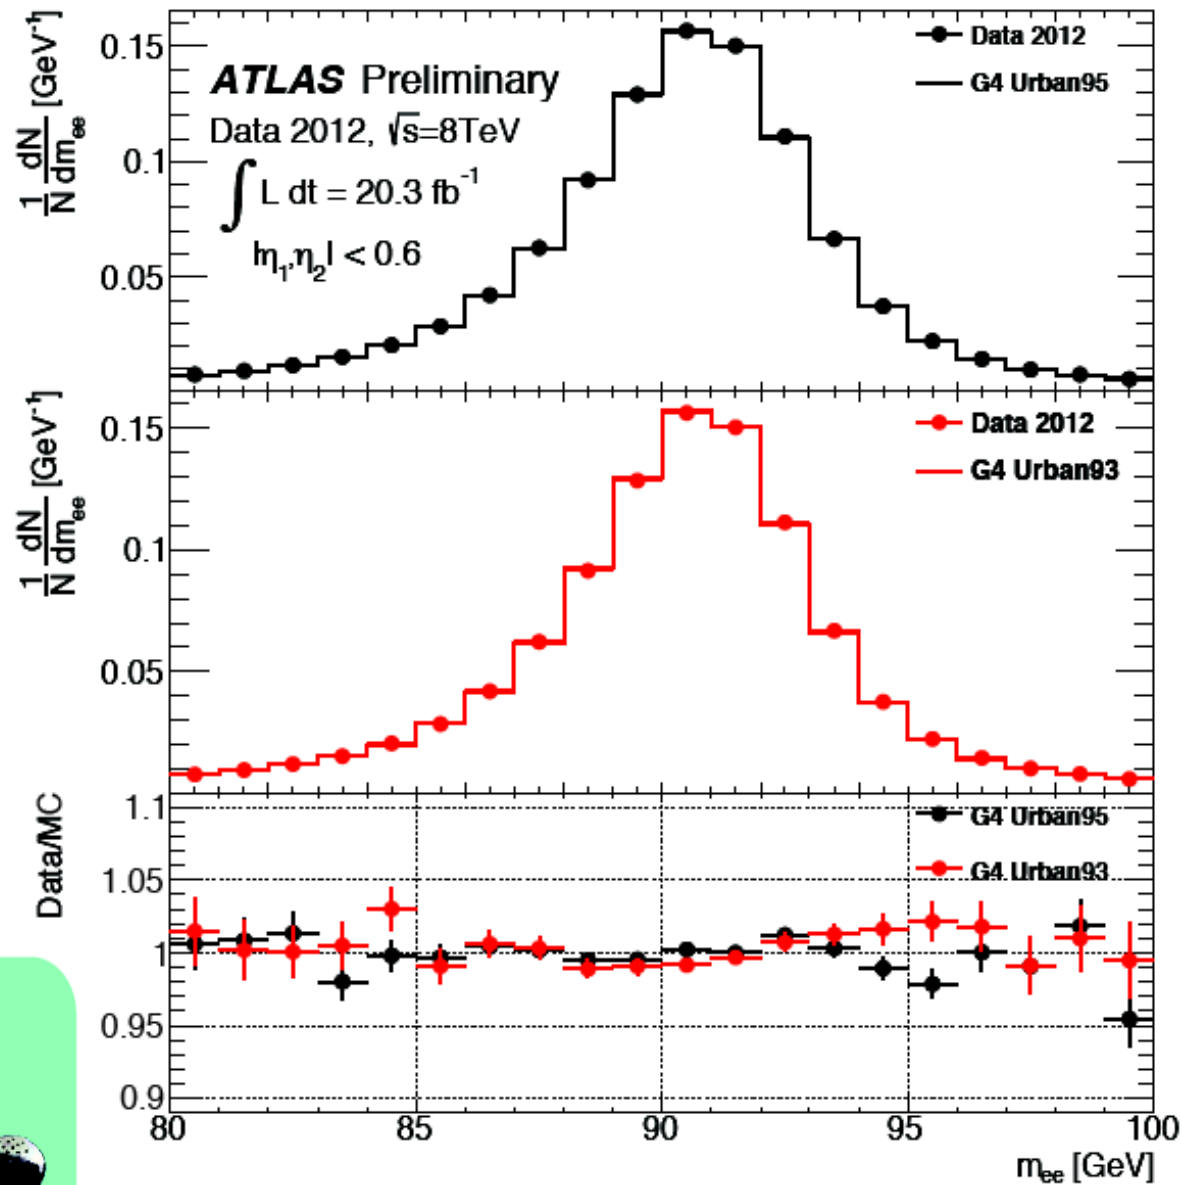 0.15
0.1
0.05
1/N dN/dm_ee [GeV^-1]
ATLAS Preliminary
Data 2012, √s=8TeV
∫ L dt = 20.3 fb^-1
|η_1,η_2| < 0.6
Data 2012
G4 Urban95
0.15
0.1
0.05
1/N dN/dm_ee [GeV^-1]
Data 2012
G4 Urban93
Data/MC
1.1
1.05
1
0.95
0.9
G4 Urban95
G4 Urban93
80 85 90 95 100
m_ee [GeV]